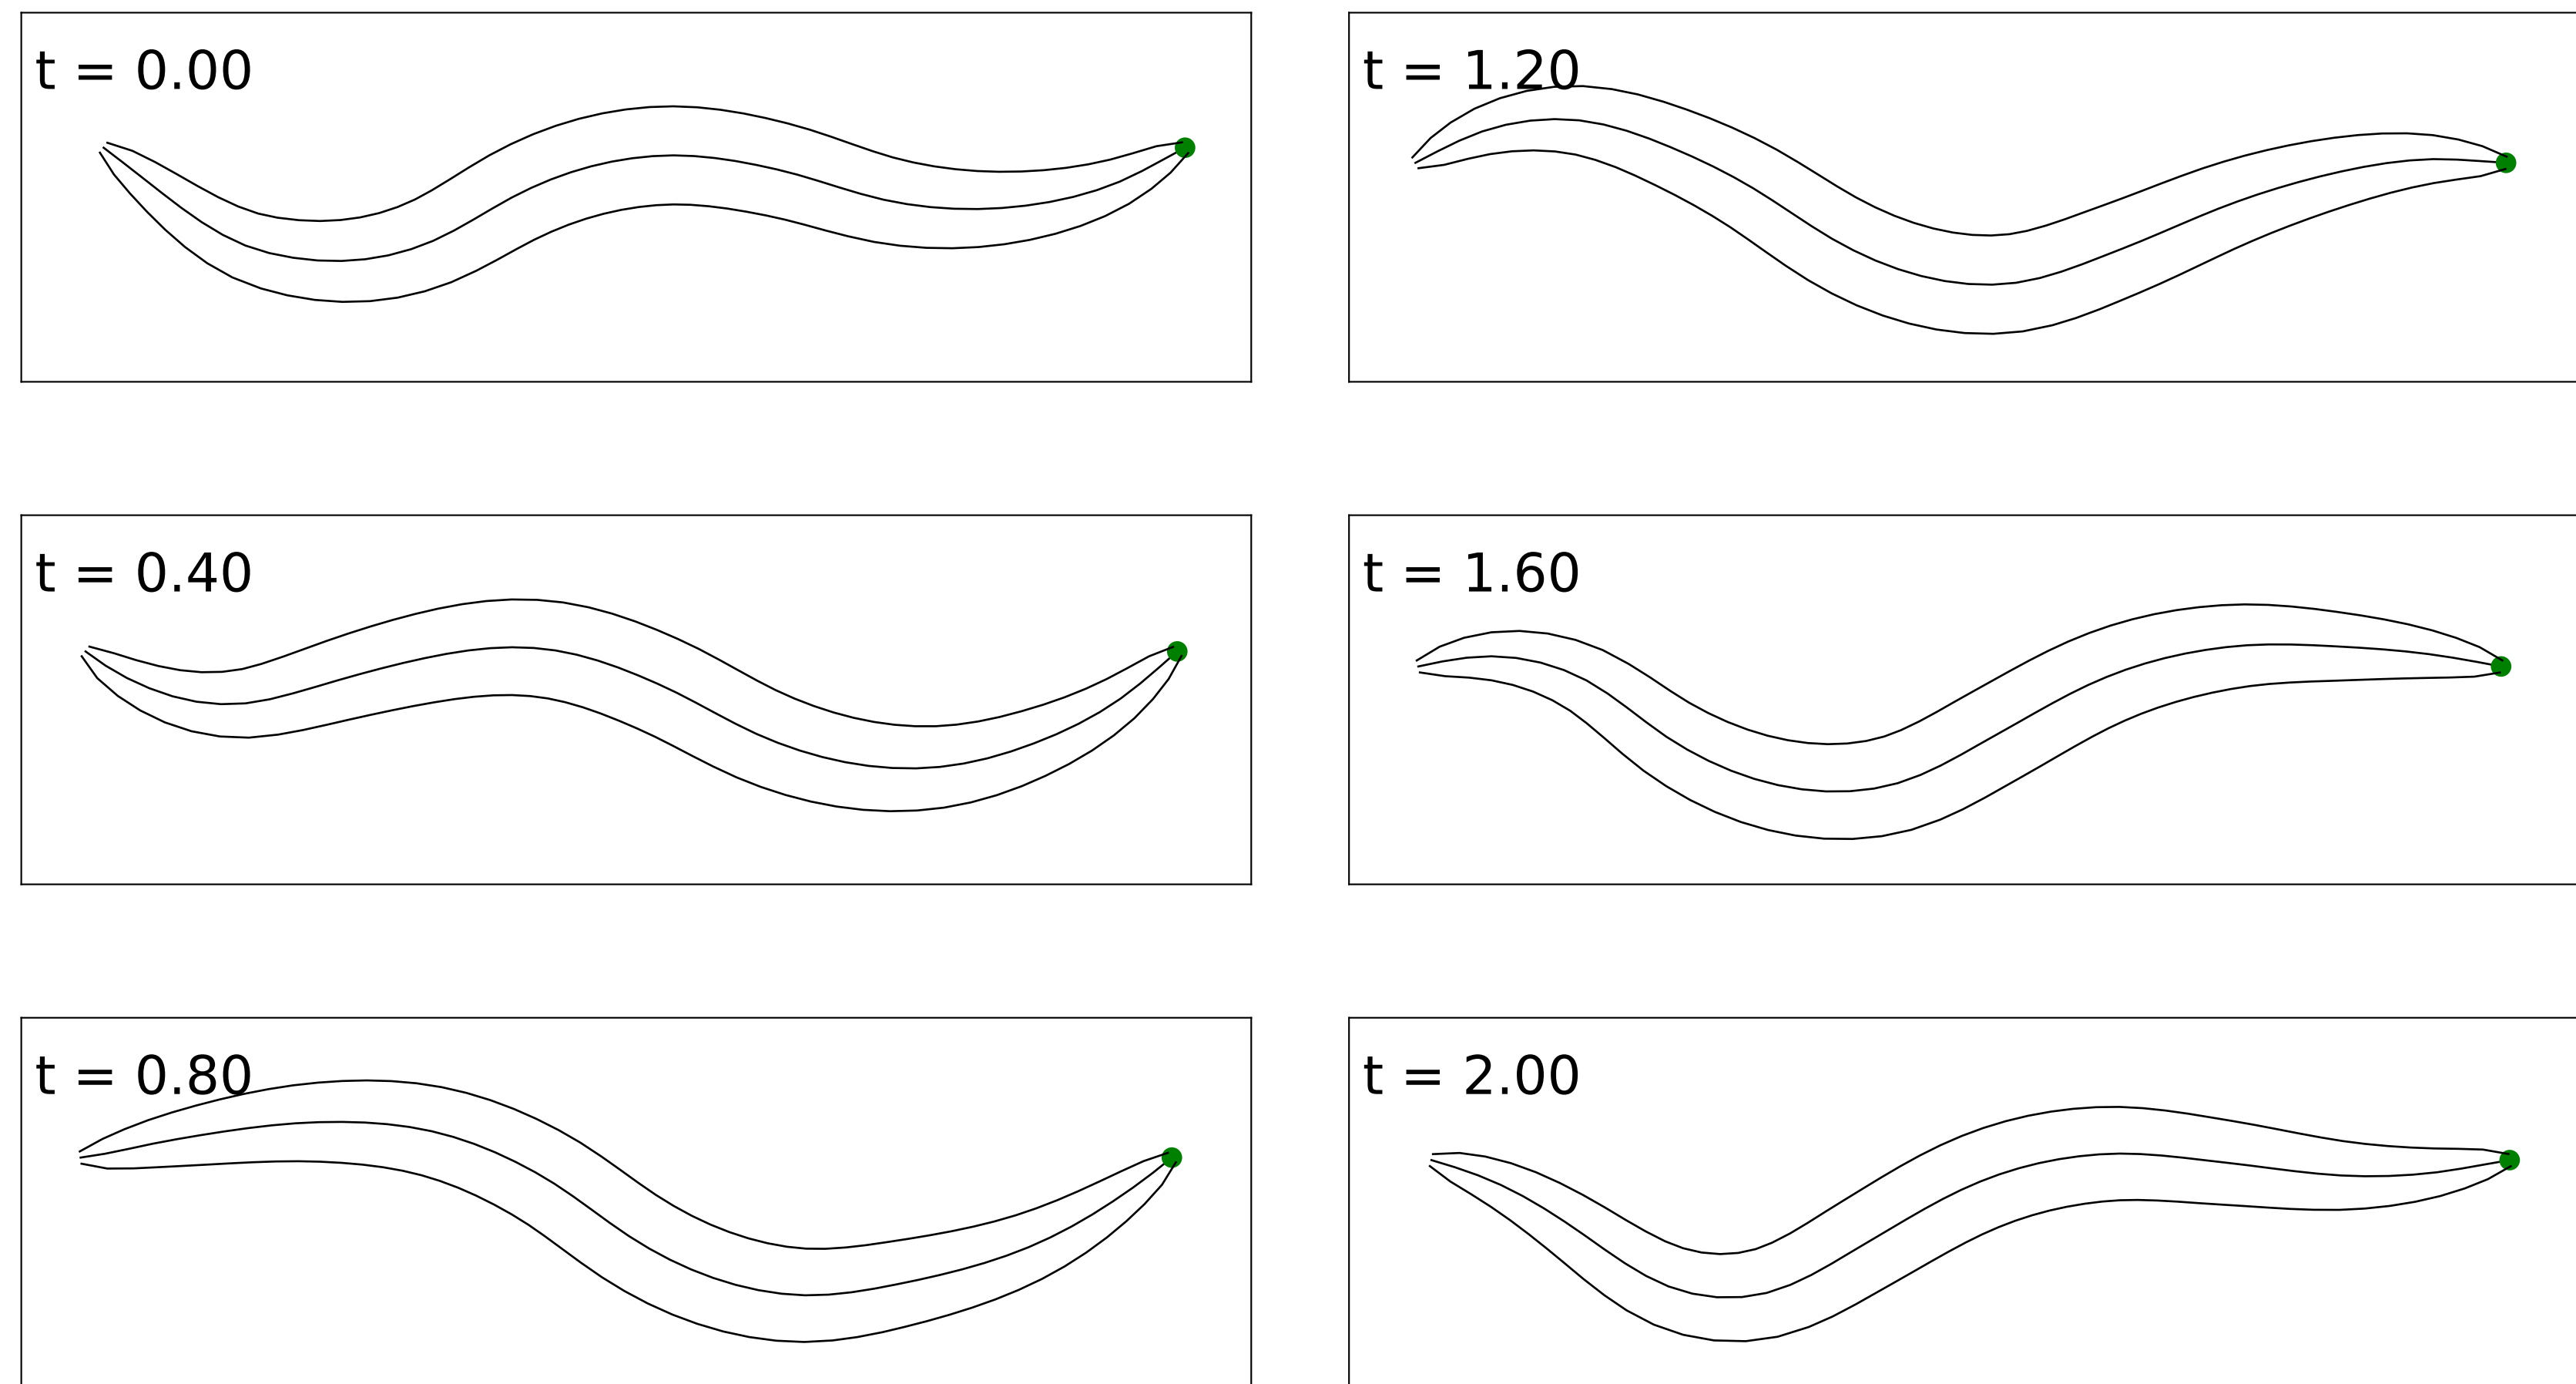 t = 0.00
t = 1.20
t = 0.40
t = 1.60
t = 0.80
t = 2.00